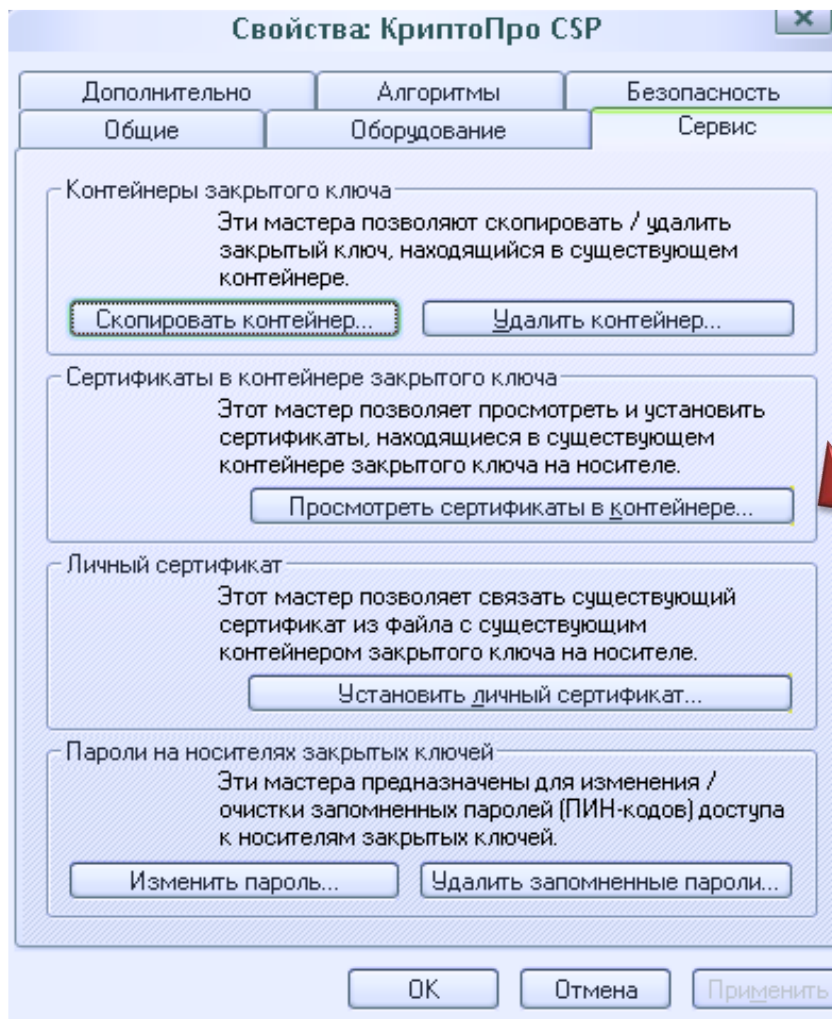 Свойства: КриптоПро CSP
Дополнительно Алгоритмы Безопасность
Общие Оборудование Сервис
Контейнеры закрытого ключа
Эти мастера позволяют скопировать / удалить
закрытый ключ, находящийся в существующем
контейнере.
Скопировать контейнер... Удалить контейнер...
Сертификаты в контейнере закрытого ключа
Этот мастер позволяет просмотреть и установить
сертификаты, находящиеся в существующем
контейнере закрытого ключа на носителе.
Просмотреть сертификаты в контейнере...
Личный сертификат
Этот мастер позволяет связать существующий
сертификат из файла с существующим
контейнером закрытого ключа на носителе.
Установить личный сертификат...
Пароли на носителях закрытых ключей
Эти мастера предназначены для изменения /
очистки запомненных паролей (ПИН-кодов) доступа
к носителям закрытых ключей.
Изменить пароль... Удалить запомненные пароли...
ОК Отмена Применить